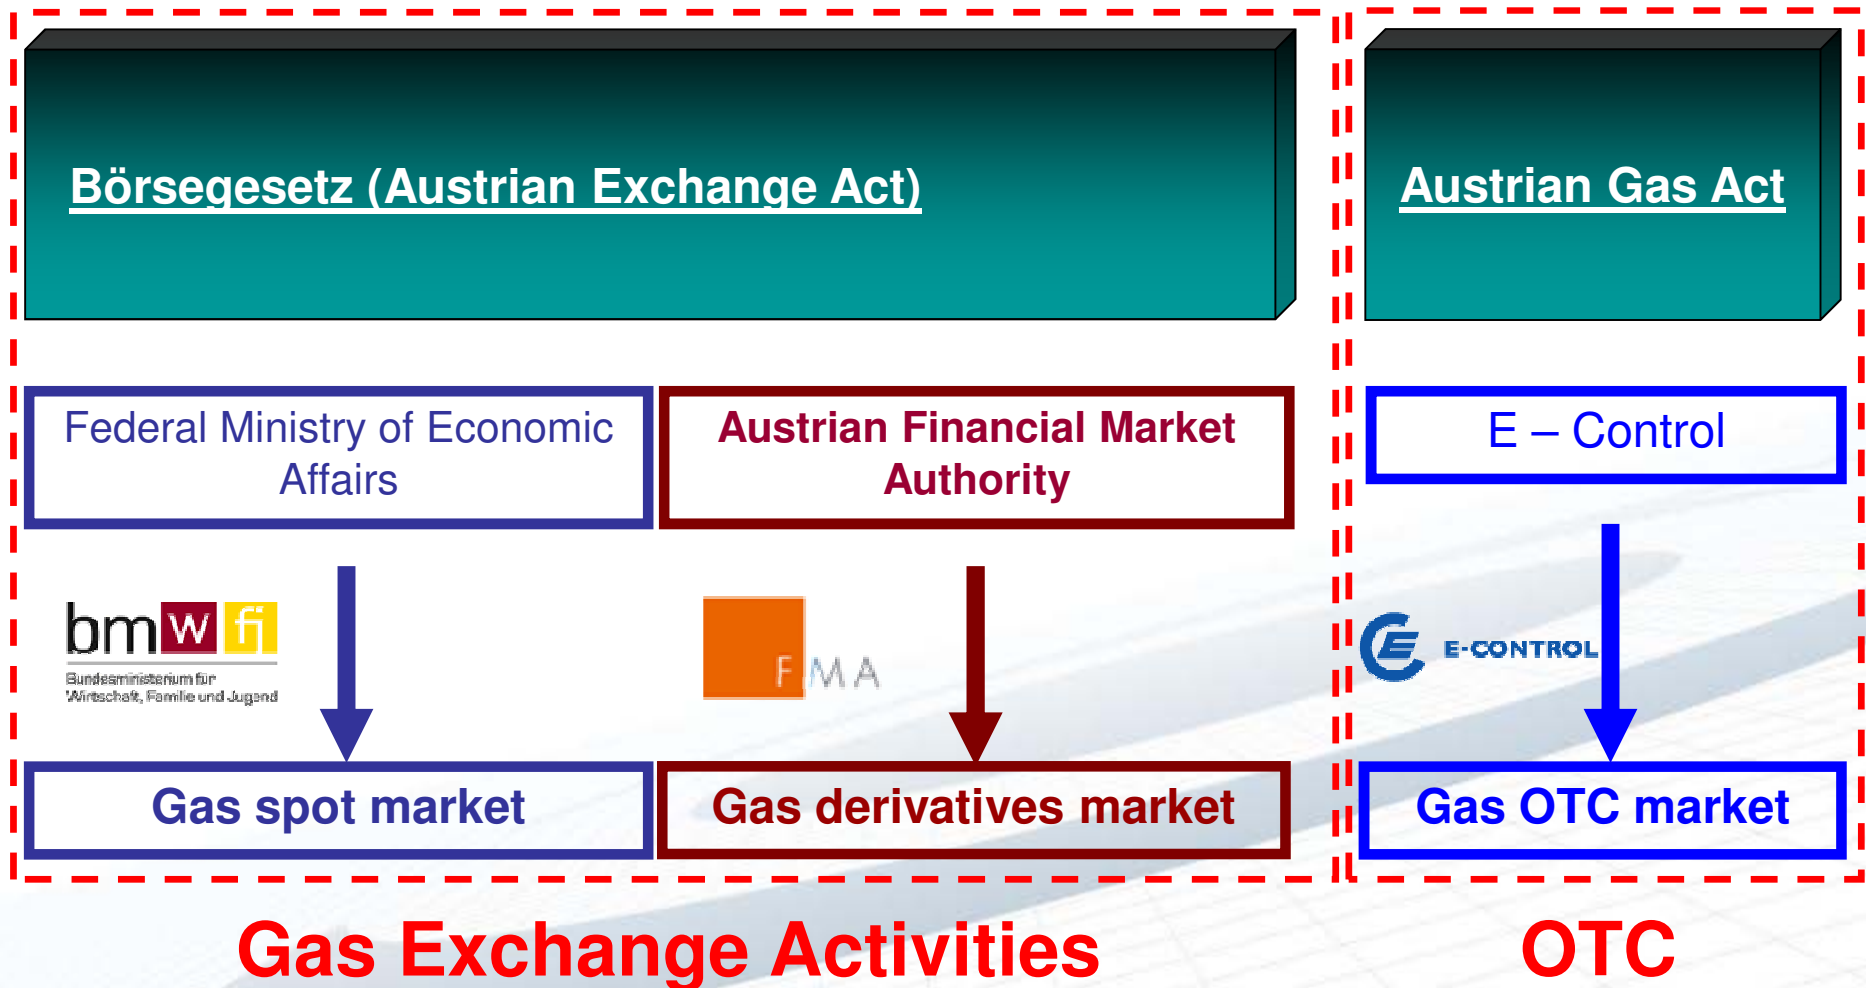 Börsegesetz (Austrian Exchange Act)
Austrian Gas Act
Federal Ministry of Economic
Affairs
Austrian Financial Market
Authority
E – Control
bmwfj
Bundesministerium für
Wirtschaft, Familie und Jugend
FMA
E-CONTROL
Gas spot market
Gas derivatives market
Gas OTC market
Gas Exchange Activities
OTC